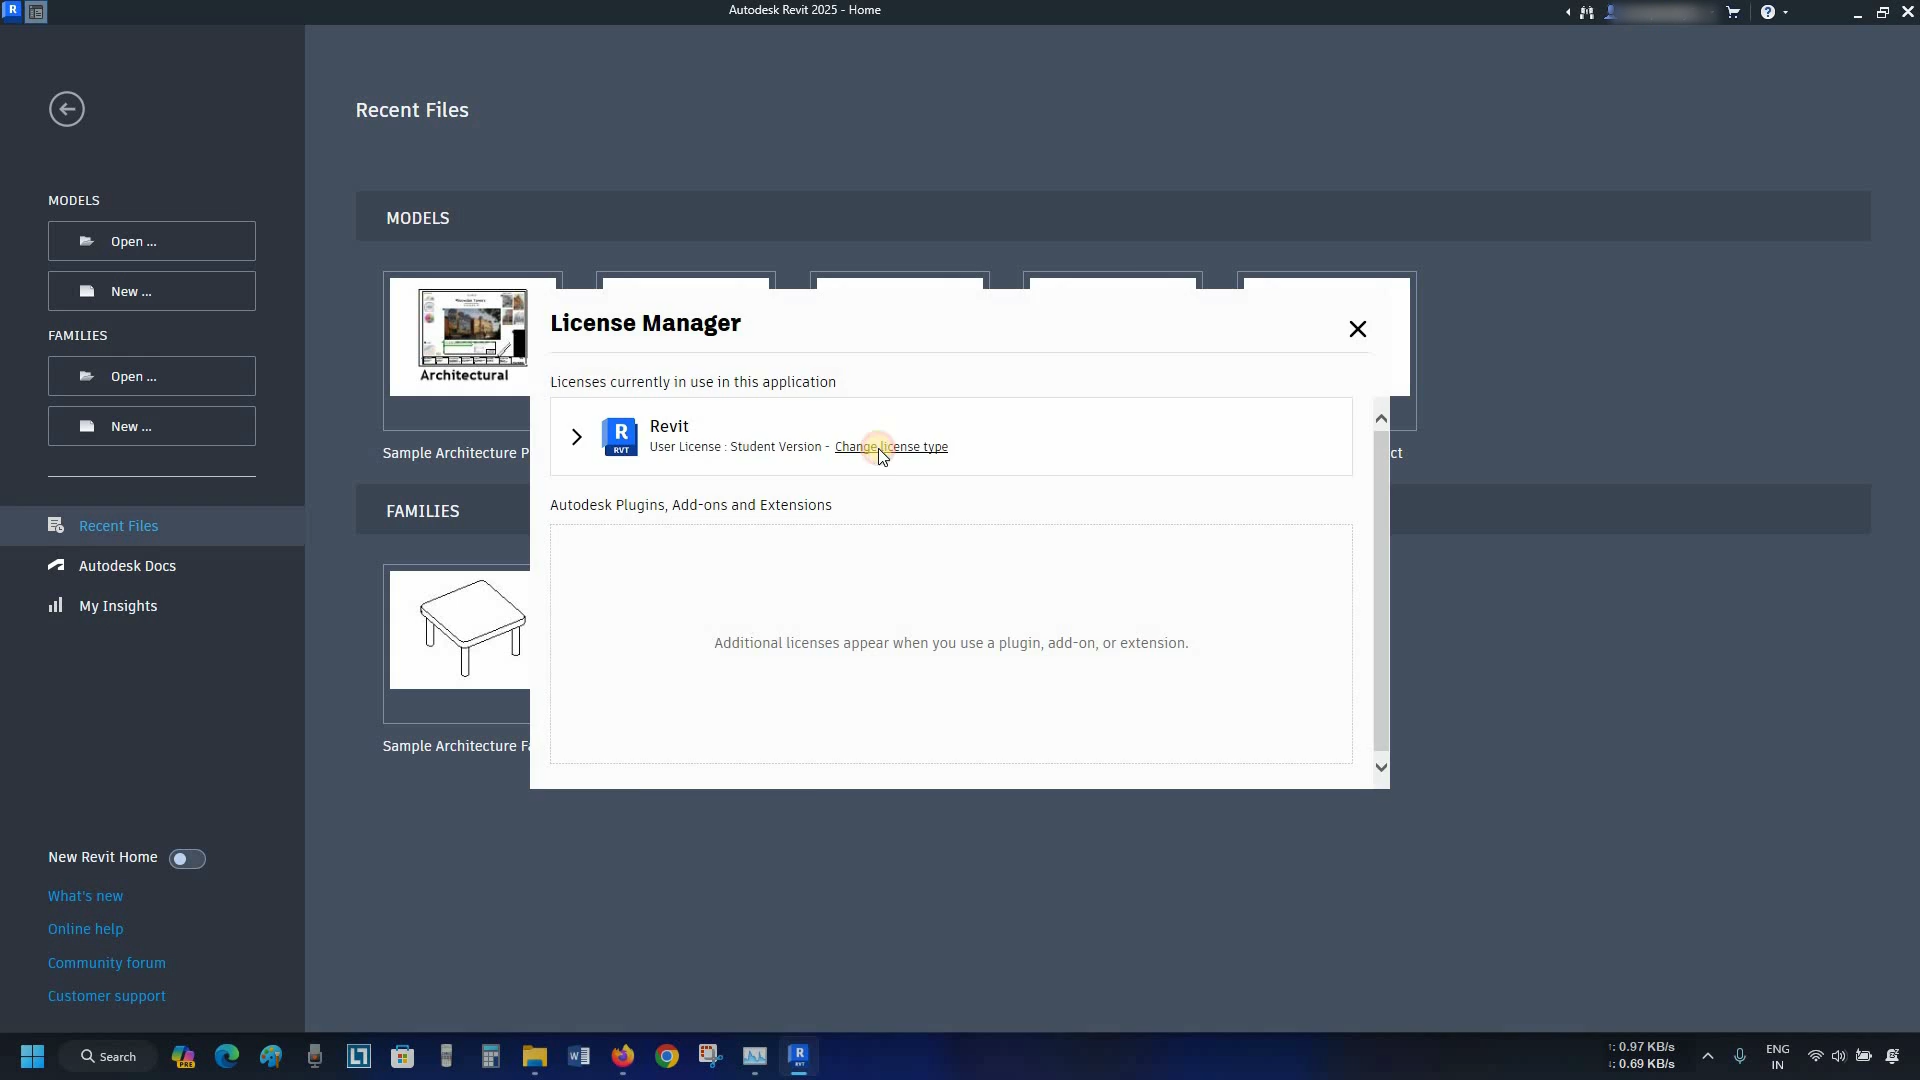 Autodesk Revit 2025 - Home
Recent Files
MODELS
Open ...
New ...
FAMILIES
Open ...
New ...
Recent Files
Autodesk Docs
My Insights
New Revit Home
What's new
Online help
Community forum
Customer support
MODELS
Architectural
Sample Architecture P
ct
FAMILIES
Sample Architecture Fa
License Manager
Licenses currently in use in this application
R
RVT
Revit
User License : Student Version - Change license type
Autodesk Plugins, Add-ons and Extensions
Additional licenses appear when you use a plugin, add-on, or extension.
Search
↑: 0.97 KB/s
↓: 0.69 KB/s
ENG
IN